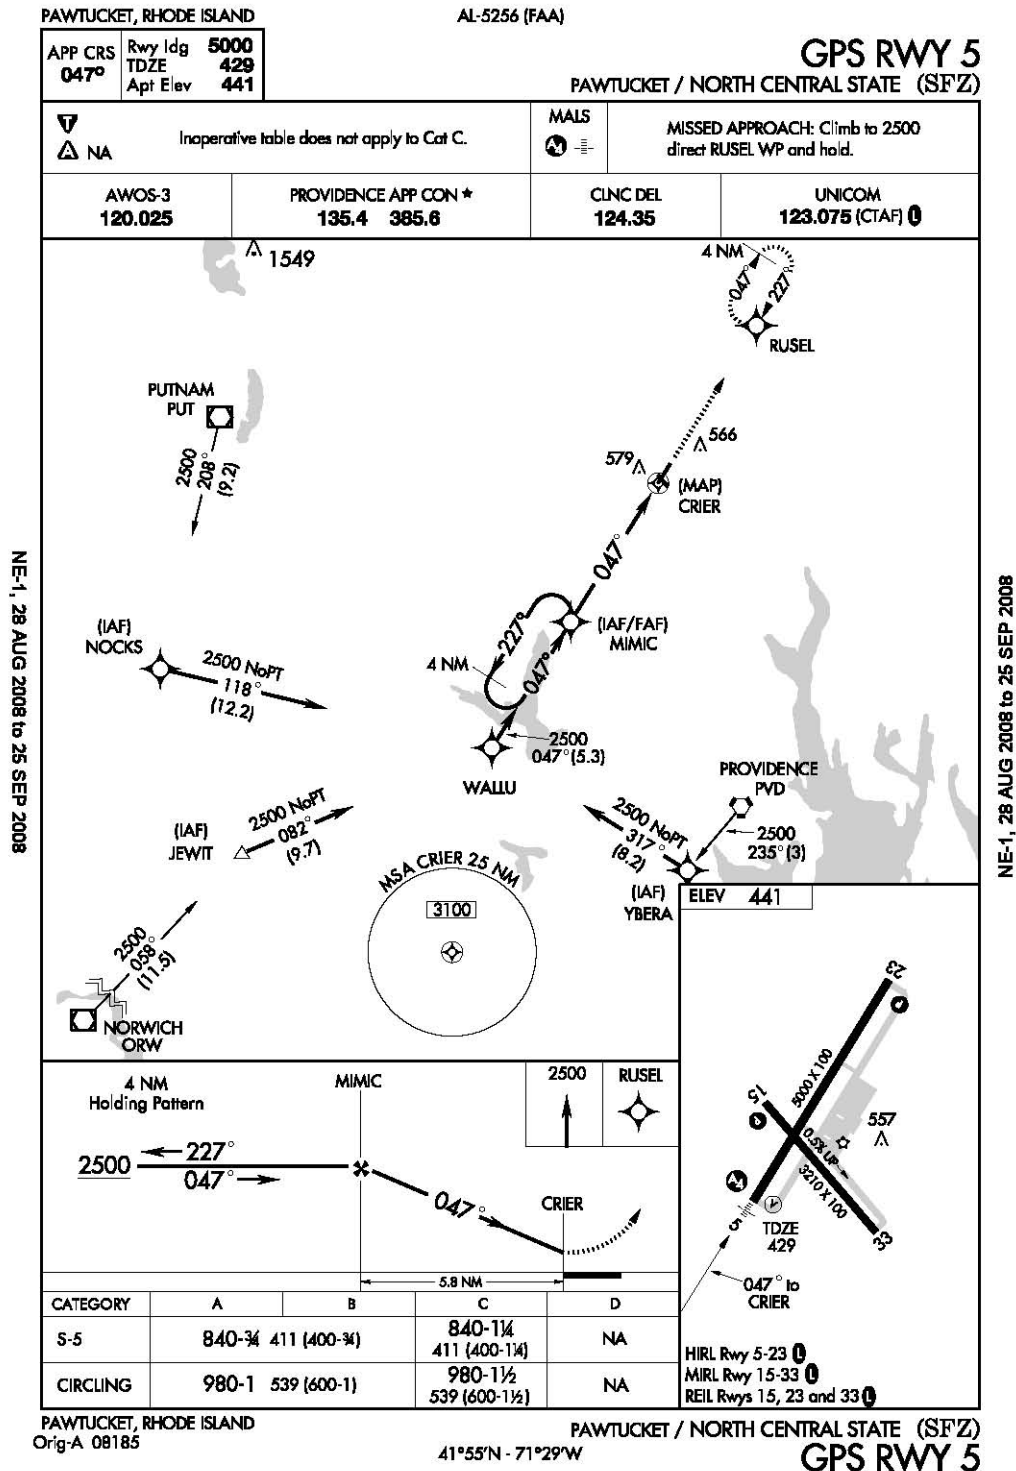 PAWTUCKET, RHODE ISLAND
AL-5256 (FAA)
APP CRS
047°
Rwy ldg 5000
TDZE 429
Apt Elev 441
GPS RWY 5
PAWTUCKET / NORTH CENTRAL STATE (SFZ)
T
A NA
Inoperative table does not apply to Cat C.
MALS
A4
MISSED APPROACH: Climb to 2500
direct RUSEL WP and hold.
AWOS-3
120.025
PROVIDENCE APP CON ★
135.4 385.6
CLNC DEL
124.35
UNICOM
123.075 (CTAF) L
1549
4 NM
047°
227°
RUSEL
PUTNAM
PUT
2500
208°
(9.2)
566
579
(MAP)
CRIER
047°
(IAF)
NOCKS
2500 NoPT
118°
(12.2)
227°
(IAF/FAF)
MIMIC
4 NM
047°
2500
047°(5.3)
WALLU
PROVIDENCE
PVD
2500
235°(3)
2500 NoPT
317°
(8.2)
(IAF)
YBERA
(IAF)
JEWIT
2500 NoPT
082°
(9.7)
MSA CRIER 25 NM
3100
2500
058°
(11.5)
NORWICH
ORW
NE-1, 28 AUG 2008 to 25 SEP 2008
NE-1, 28 AUG 2008 to 25 SEP 2008
ELEV 441
23
5000 X 100
15
557
0.5% UP
3210 X 100
A4
V
TDZE
429
5
33
047° to
CRIER
HIRL Rwy 5-23 L
MIRL Rwy 15-33 L
REIL Rwys 15, 23 and 33 L
4 NM
Holding Pattern
MIMIC
2500
RUSEL
2500
227°
047°
047°
CRIER
5.8 NM
CATEGORY A B C D
S-5 840-¾ 411 (400-¾) 840-1¼ 411 (400-1¼) NA
CIRCLING 980-1 539 (600-1) 980-1½ 539 (600-1½) NA
PAWTUCKET, RHODE ISLAND
Orig-A 08185
41°55'N - 71°29'W
PAWTUCKET / NORTH CENTRAL STATE (SFZ)
GPS RWY 5